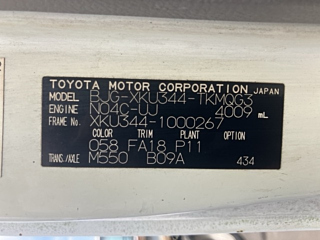 TOYOTA MOTOR CORPORATION JAPAN
MODEL BJG-XKU344-TKMQG3
ENGINE N04C-UU 4009 mL
FRAME No. XKU344-1000267
COLOR TRIM PLANT OPTION
058 FA18 P11
TRANS./AXLE M550 B09A 434